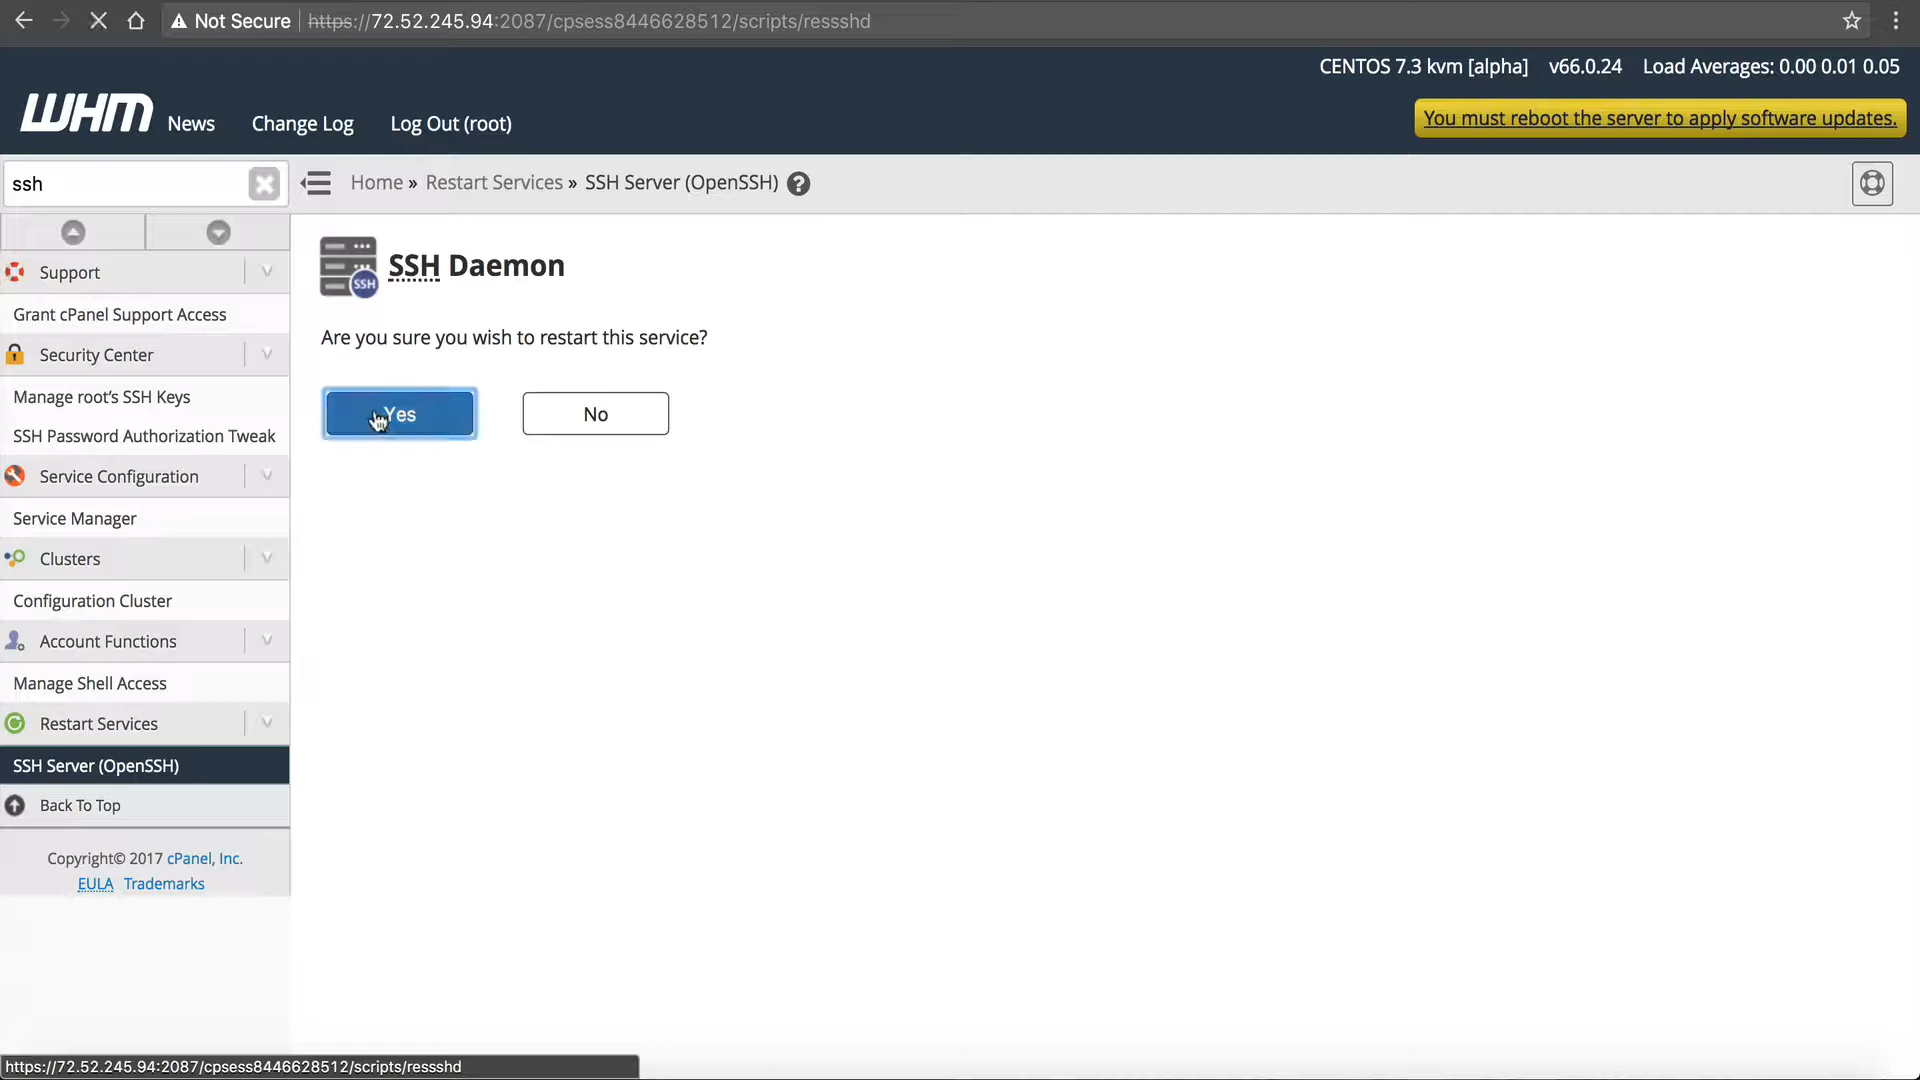 Not Secure https://72.52.245.94:2087/cpsess8446628512/scripts/ressshd
CENTOS 7.3 kvm [alpha] v66.0.24 Load Averages: 0.00 0.01 0.05
WHM News Change Log Log Out (root)
You must reboot the server to apply software updates.
ssh
Home » Restart Services » SSH Server (OpenSSH) ?
Support
Grant cPanel Support Access
Security Center
Manage root's SSH Keys
SSH Password Authorization Tweak
Service Configuration
Service Manager
Clusters
Configuration Cluster
Account Functions
Manage Shell Access
Restart Services
SSH Server (OpenSSH)
Back To Top
Copyright© 2017 cPanel, Inc.
EULA Trademarks
SSH
SSH Daemon
Are you sure you wish to restart this service?
Yes No
https://72.52.245.94:2087/cpsess8446628512/scripts/ressshd